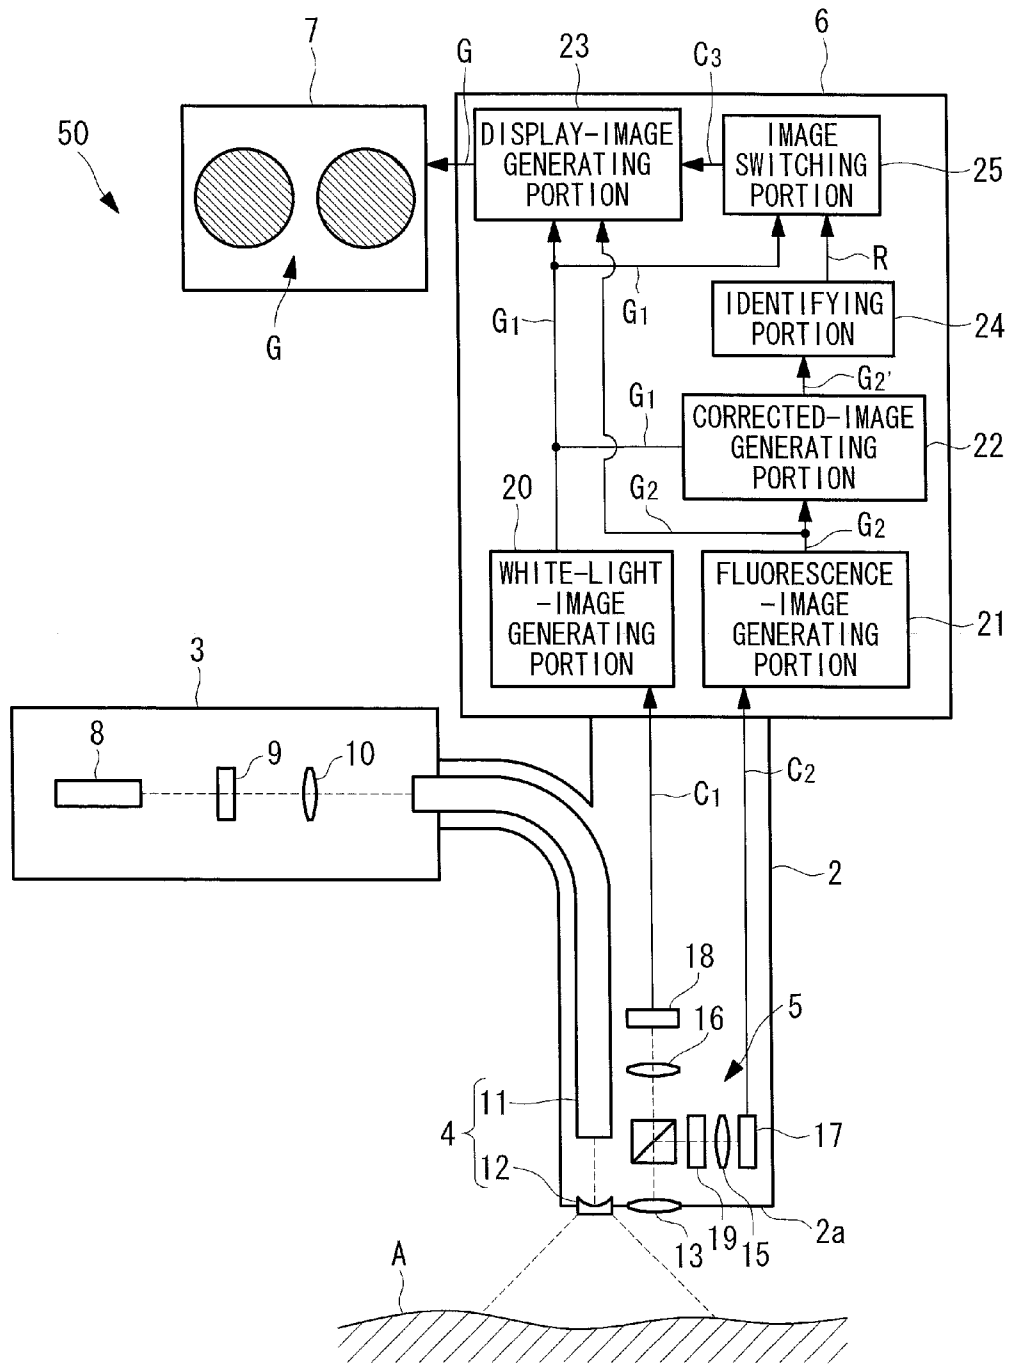 7
23
G
C3
6
50
DISPLAY-IMAGE
GENERATING
PORTION
IMAGE
SWITCHING
PORTION
25
G1
G1
R
G
IDENTIFYING
PORTION
24
G2'
G1
CORRECTED-IMAGE
GENERATING
PORTION
22
20
G2
G2
WHITE-LIGHT
-IMAGE
GENERATING
PORTION
FLUORESCENCE
-IMAGE
GENERATING
PORTION
21
3
8
9
10
C1
C2
2
18
16
5
4
11
12
17
13
19
15
2a
A